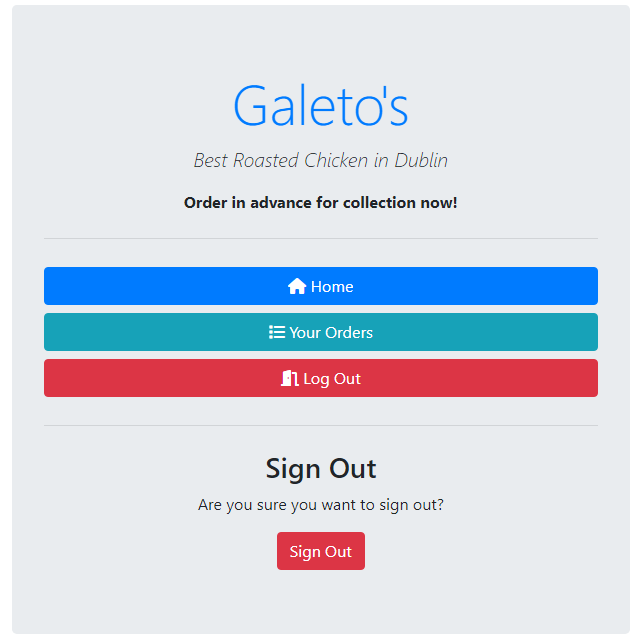 Galeto's
Best Roasted Chicken in Dublin
Order in advance for collection now!
Home
Your Orders
Log Out
Sign Out
Are you sure you want to sign out?
Sign Out